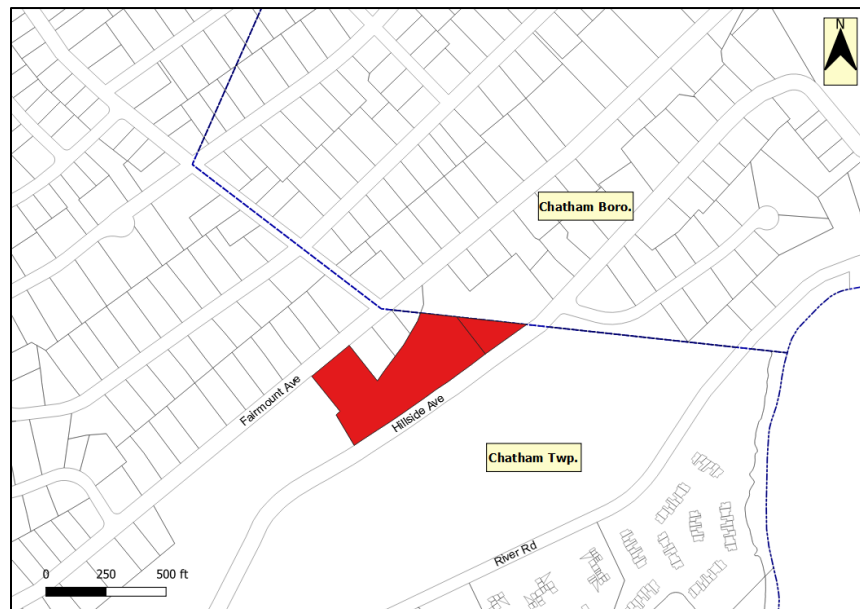 N
Chatham Boro.
Fairmount Ave
Hillside Ave
Chatham Twp.
River Rd
0 250 500 ft